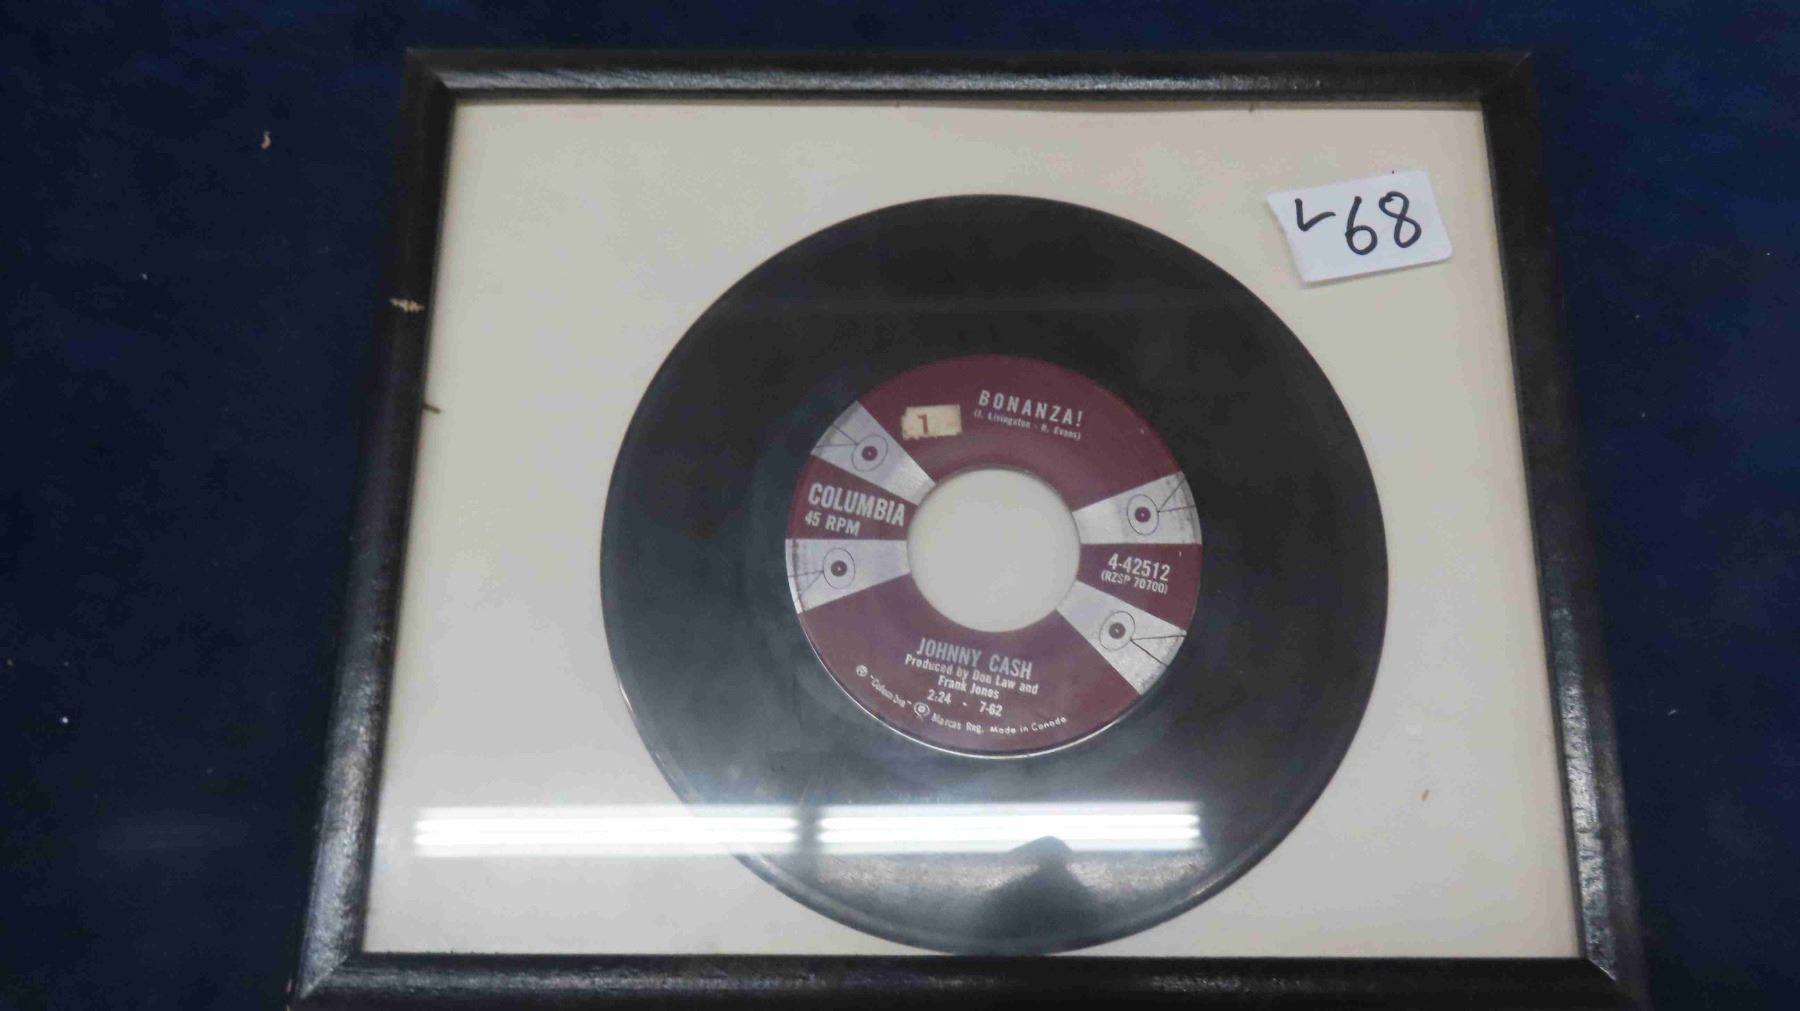 L68
BONANZA!
(J. Livingston - R. Evans)
1
COLUMBIA
45 RPM
4-42512
(RZSP 70700)
JOHNNY CASH
Produced by Don Law and
Frank Jones
2:24 - 7-62
"Columbia" Marcas Reg. Made in Canada